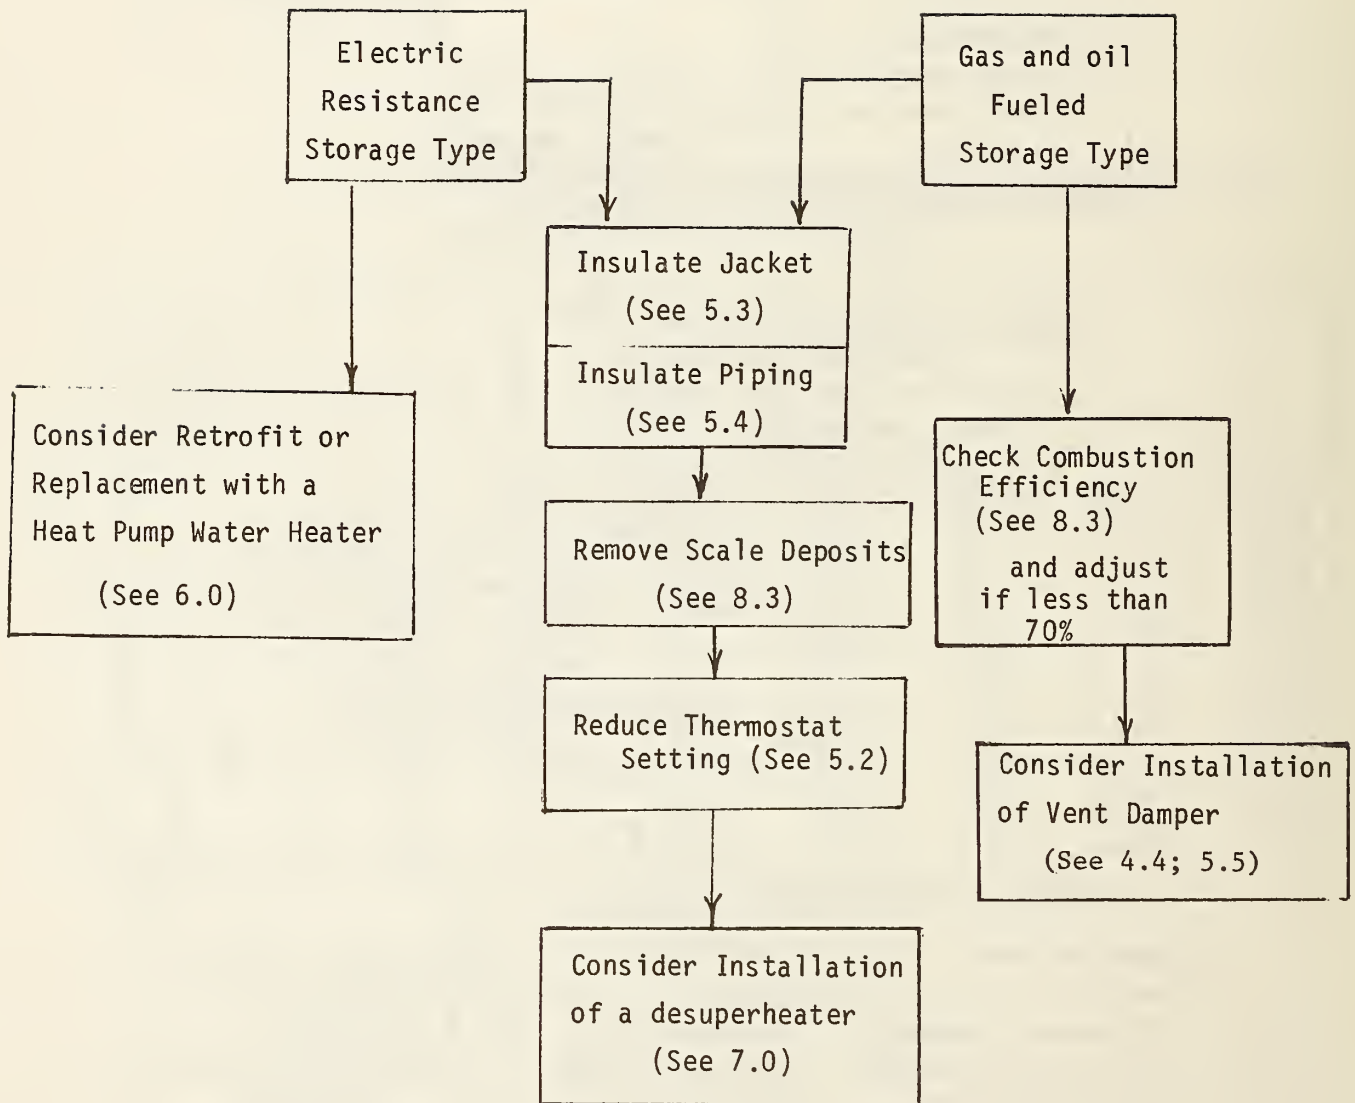 Electric
Resistance
Storage Type
Gas and oil
Fueled
Storage Type
Insulate Jacket
(See 5.3)
Insulate Piping
(See 5.4)
Consider Retrofit or
Replacement with a
Heat Pump Water Heater
(See 6.0)
Check Combustion
Efficiency
(See 8.3)
and adjust
if less than
70%
Remove Scale Deposits
(See 8.3)
Reduce Thermostat
Setting (See 5.2)
Consider Installation
of Vent Damper
(See 4.4; 5.5)
Consider Installation
of a desuperheater
(See 7.0)